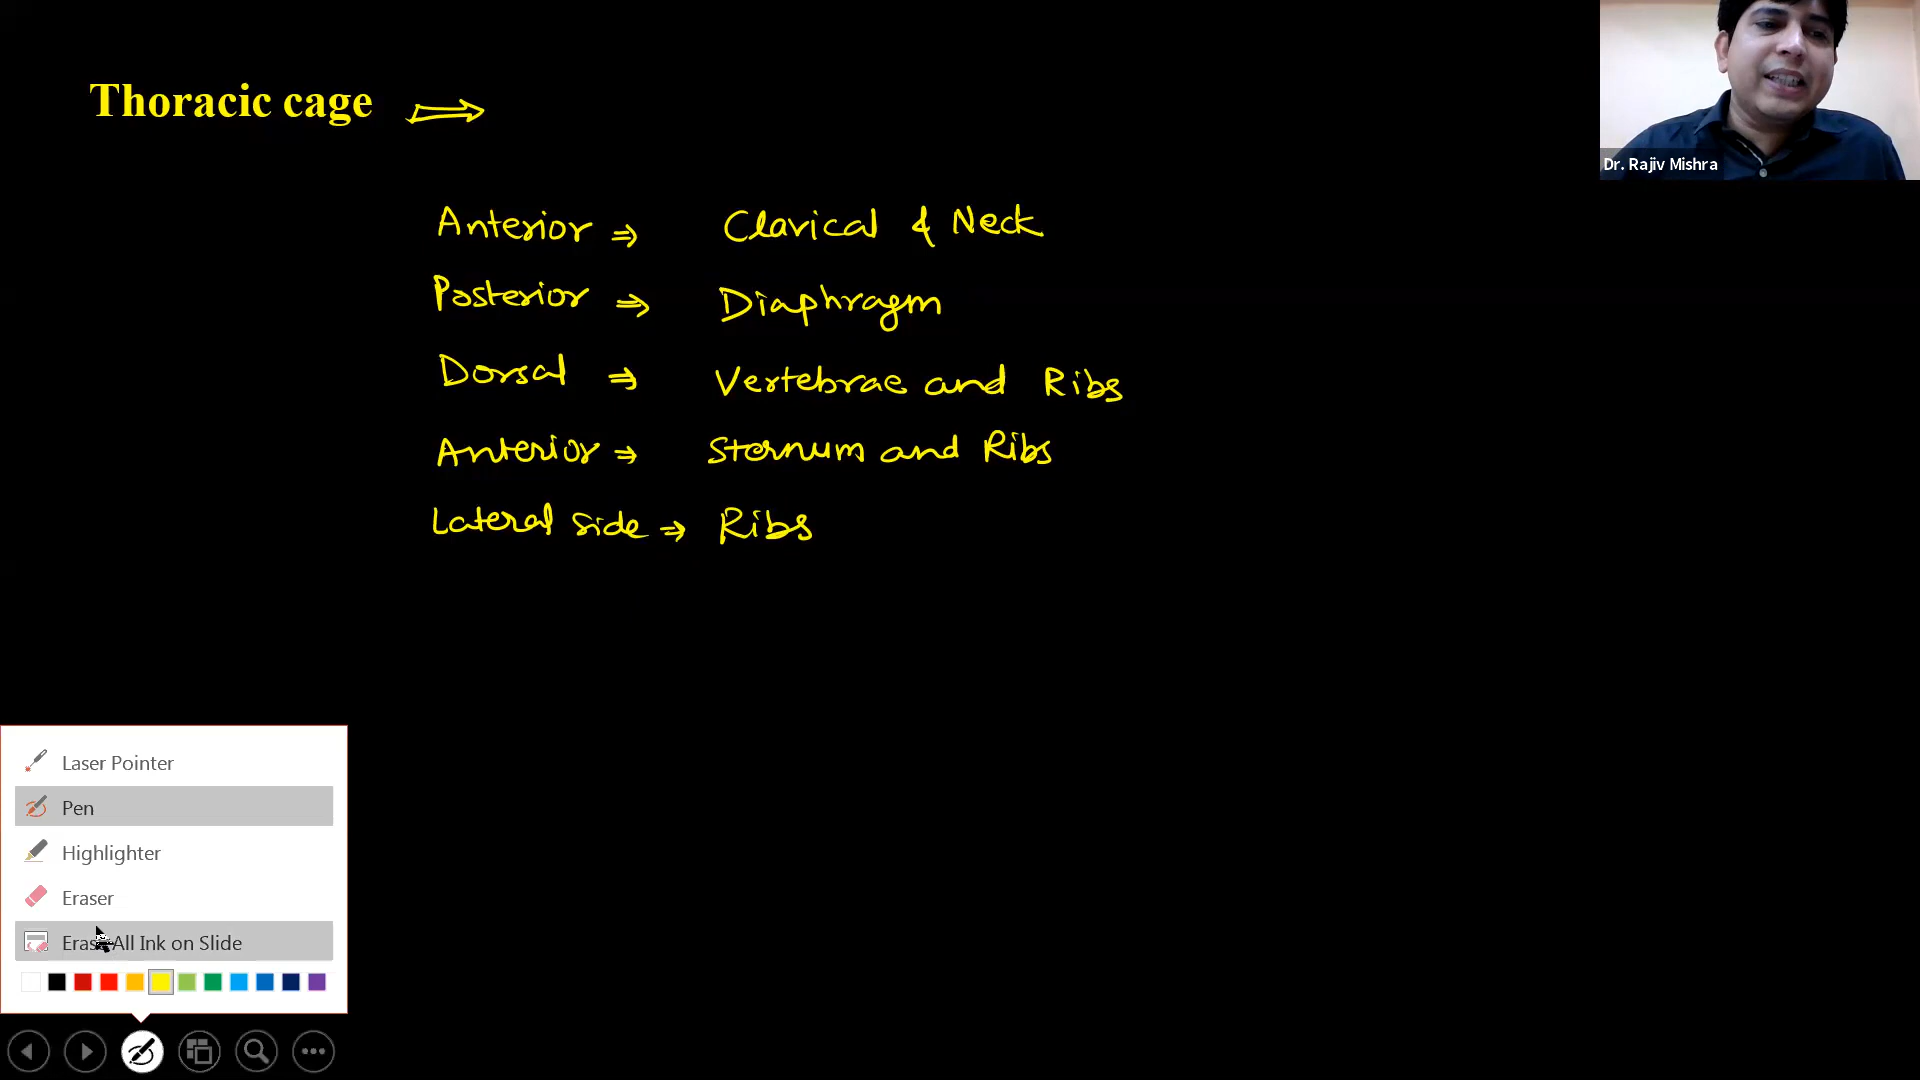 Thoracic cage ⇒
Dr. Rajiv Mishra
Anterior ⇒ Clavical & Neck
Posterior ⇒ Diaphragm
Dorsal ⇒ Vertebrae and Ribs
Anterior ⇒ Sternum and Ribs
Lateral side ⇒ Ribs
Laser Pointer
Pen
Highlighter
Eraser
Erase All Ink on Slide